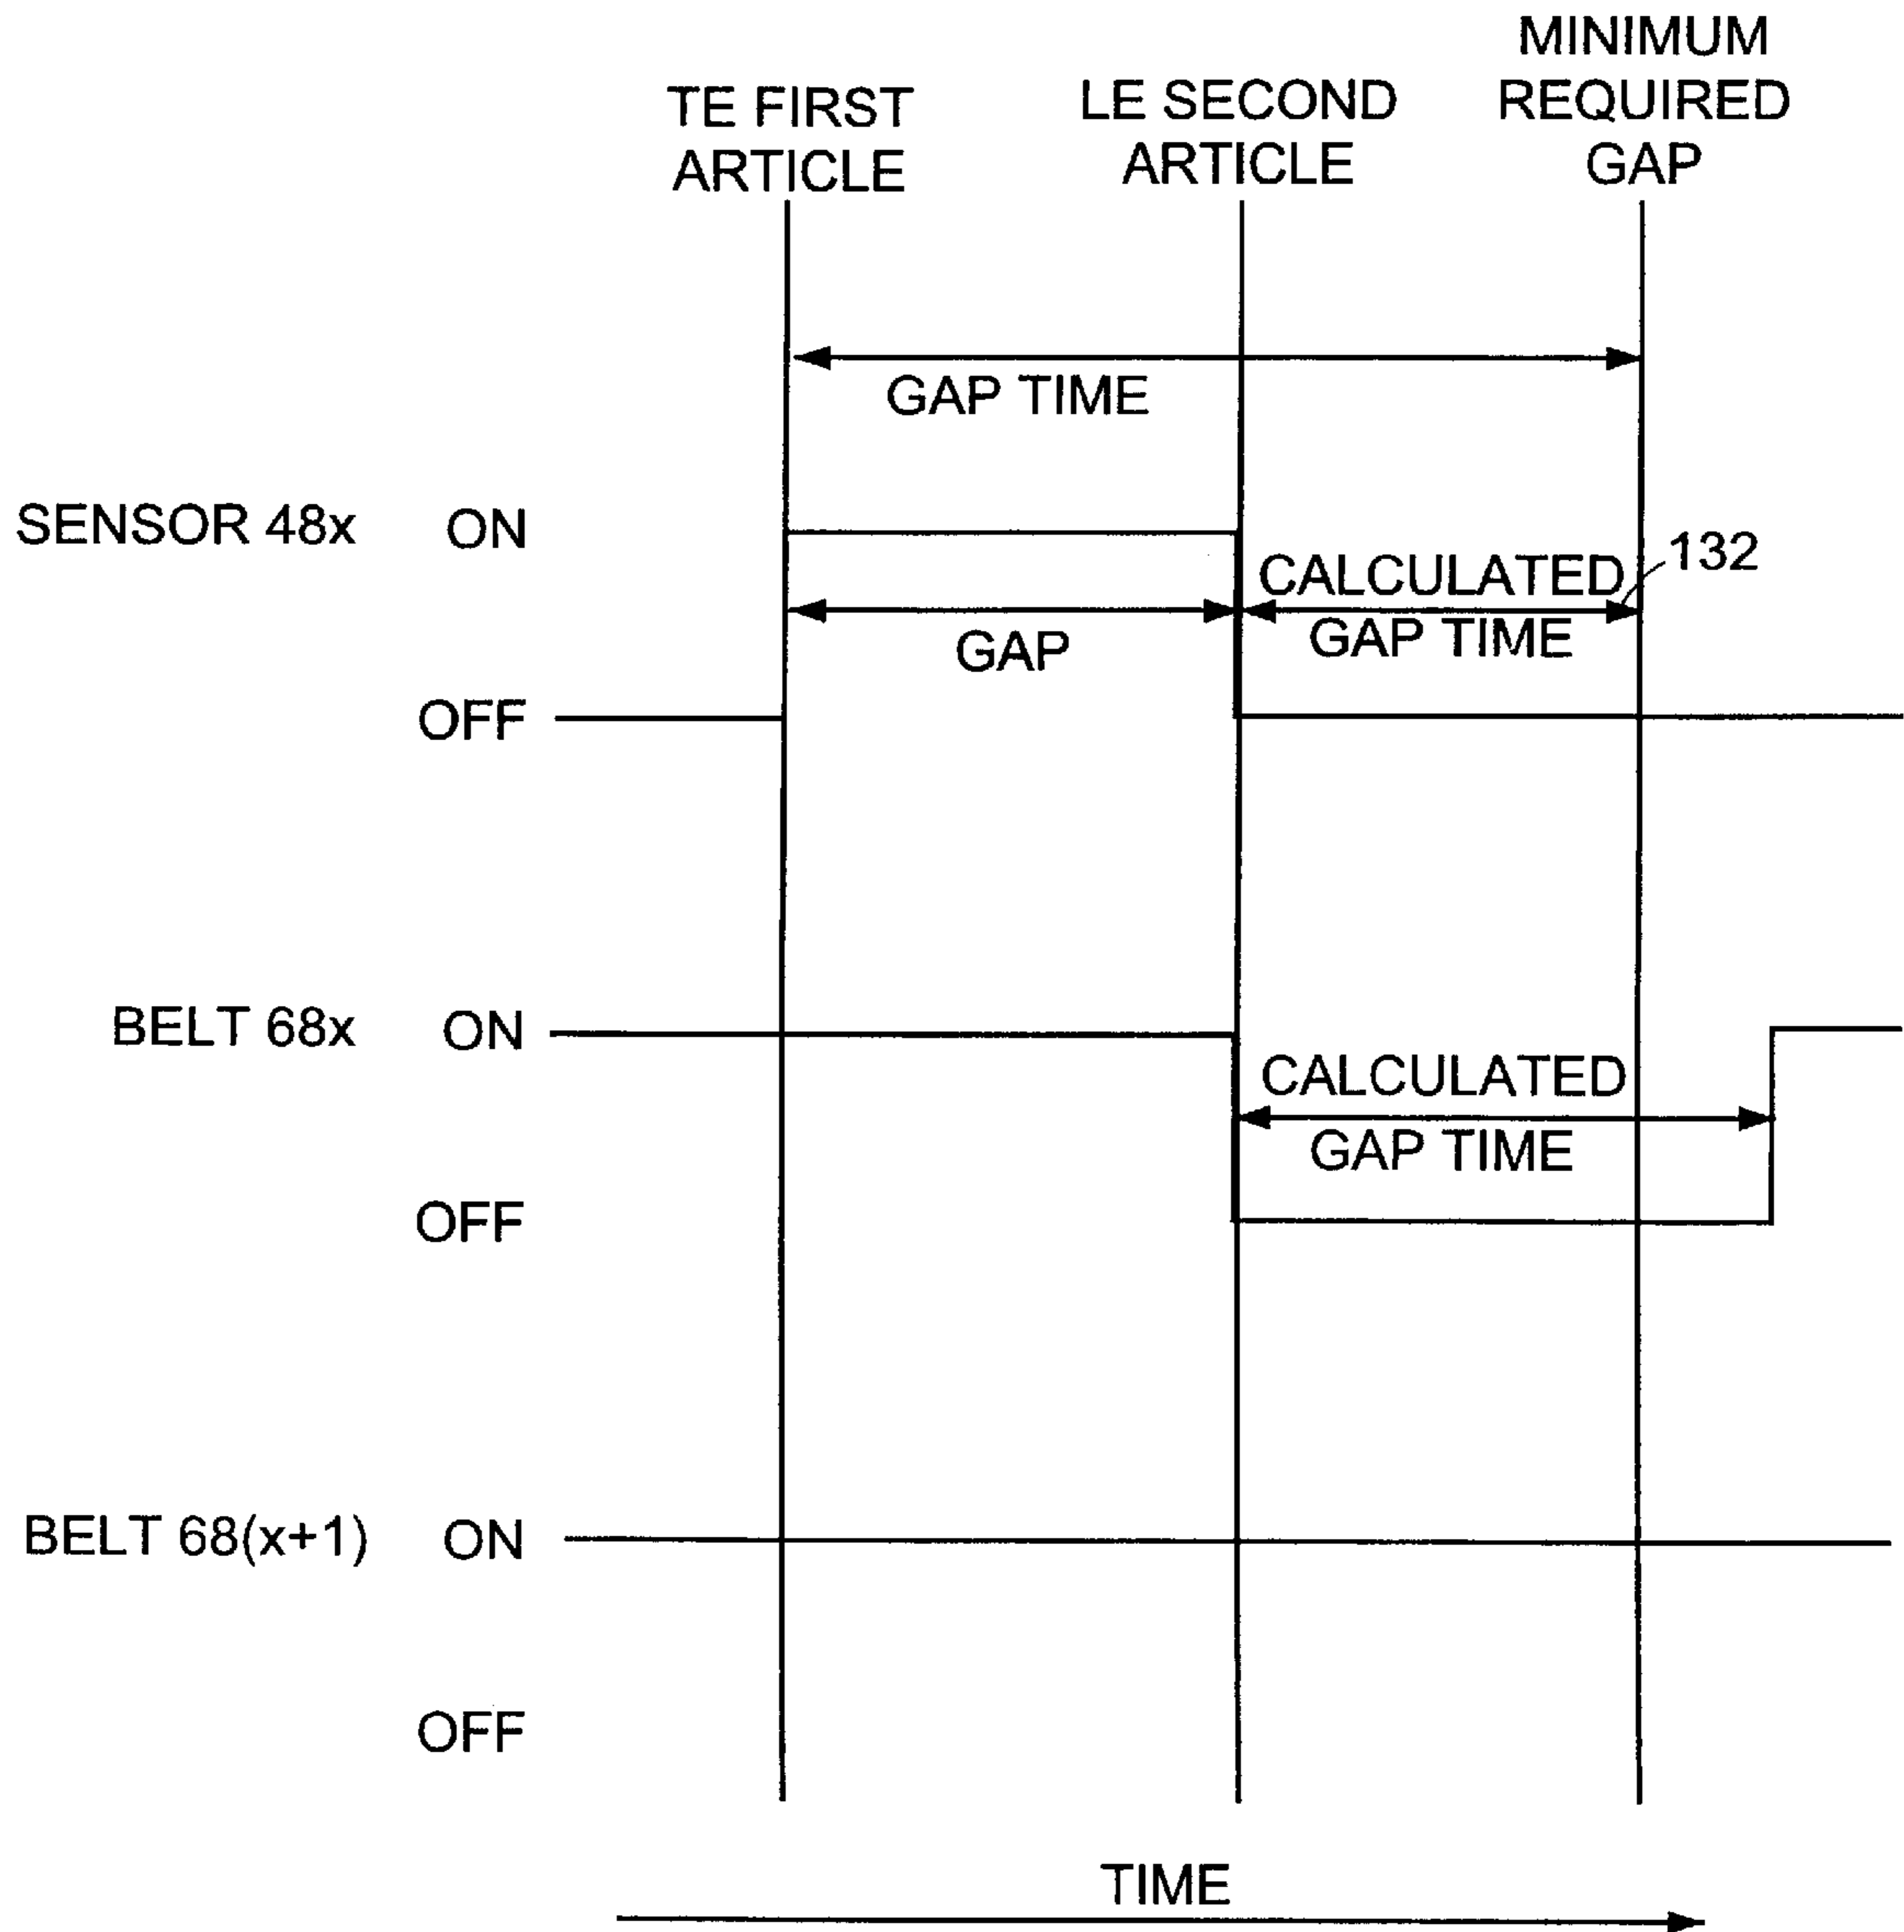 TE FIRST
ARTICLE
LE SECOND
ARTICLE
MINIMUM
REQUIRED
GAP
GAP TIME
SENSOR 48x
ON
CALCULATED
GAP TIME
132
GAP
OFF
BELT 68x
ON
CALCULATED
GAP TIME
OFF
BELT 68(x+1)
ON
OFF
TIME